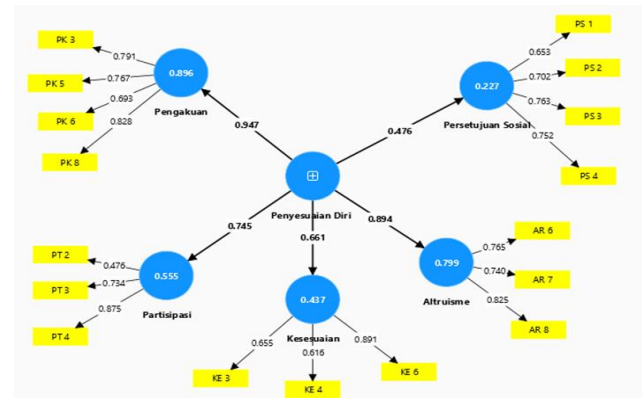 PS 1
PK 3
0.791
0.653
PS 2
0.896
0.702
PK 5
0.767
0.227
0.693
0.763
PS 3
PK 6
Pengakuan
Persetujuan Sosial
0.828
0.947
0.476
0.752
PK 8
PS 4
Penyesuaian Diri
0.745
0.661
0.894
AR 6
0.765
PT 2
0.476
0.799
0.740
AR 7
PT 3
0.734
0.555
0.437
Altruisme
0.825
0.875
Partisipasi
AR 8
PT 4
Kesesuaian
0.655
0.616
0.891
KE 3
KE 4
KE 6